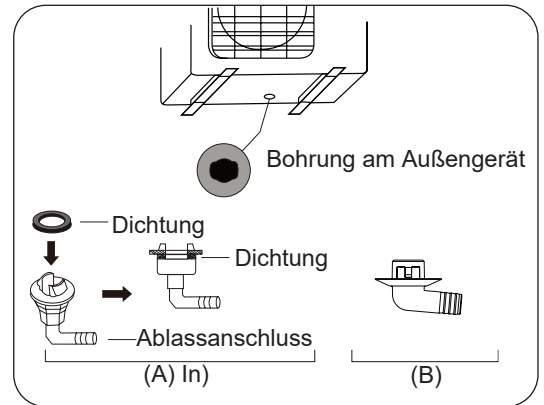 Bohrung am Außengerät
Dichtung
Dichtung
Ablassanschluss
(A) In)
(B)